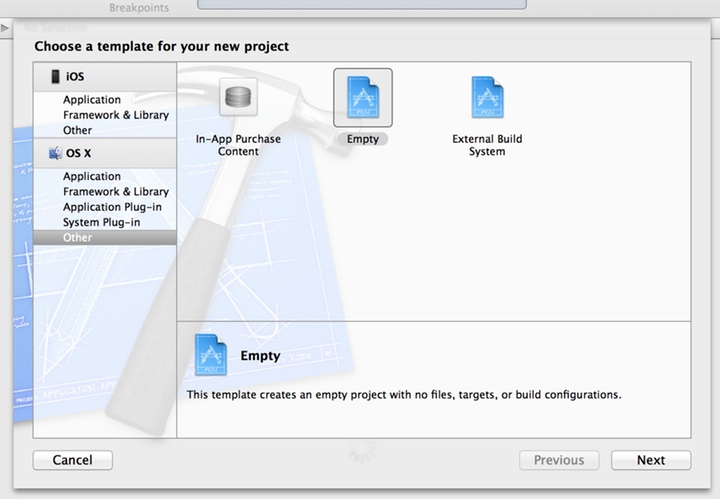 Breakpoints
No Selection
Choose a template for your new project
iOS
Application
Framework & Library
Other
OS X
Application
Framework & Library
Application Plug-in
System Plug-in
Other
In-App Purchase
Content
Empty
External Build
System
Empty
This template creates an empty project with no files, targets, or build configurations.
Cancel
Previous
Next